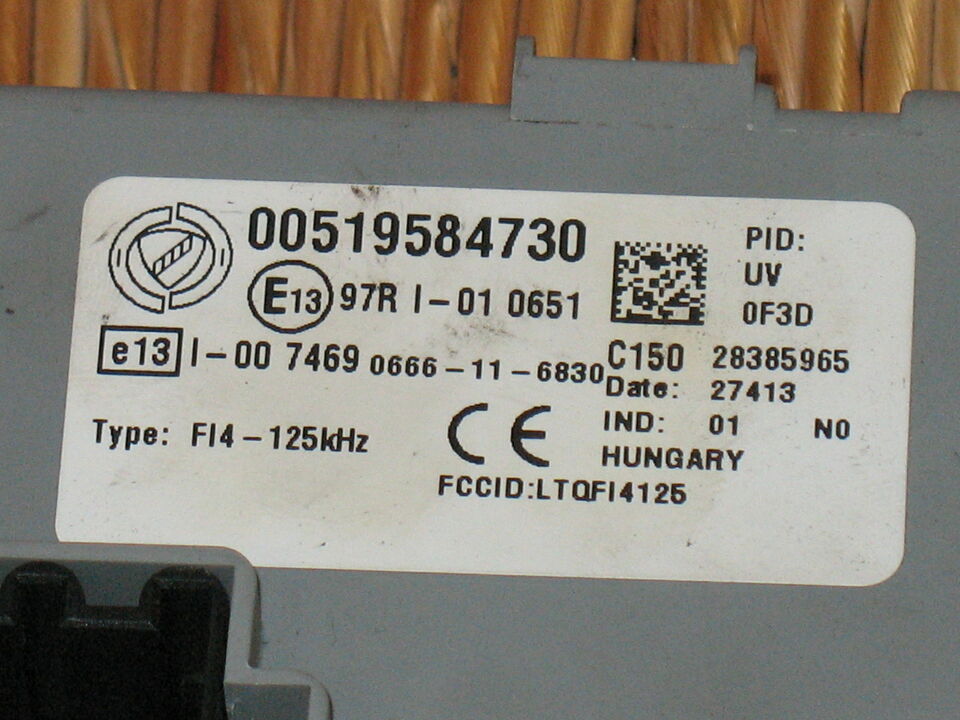 00519584730
PID:
UV
0F3D
E13 97R I-01 0651
e13 I-00 7469 0666-11-6830
C150 28385965
Date: 27413
IND: 01 N0
HUNGARY
Type: FI4-125kHz
CE
FCCID:LTQFI4125